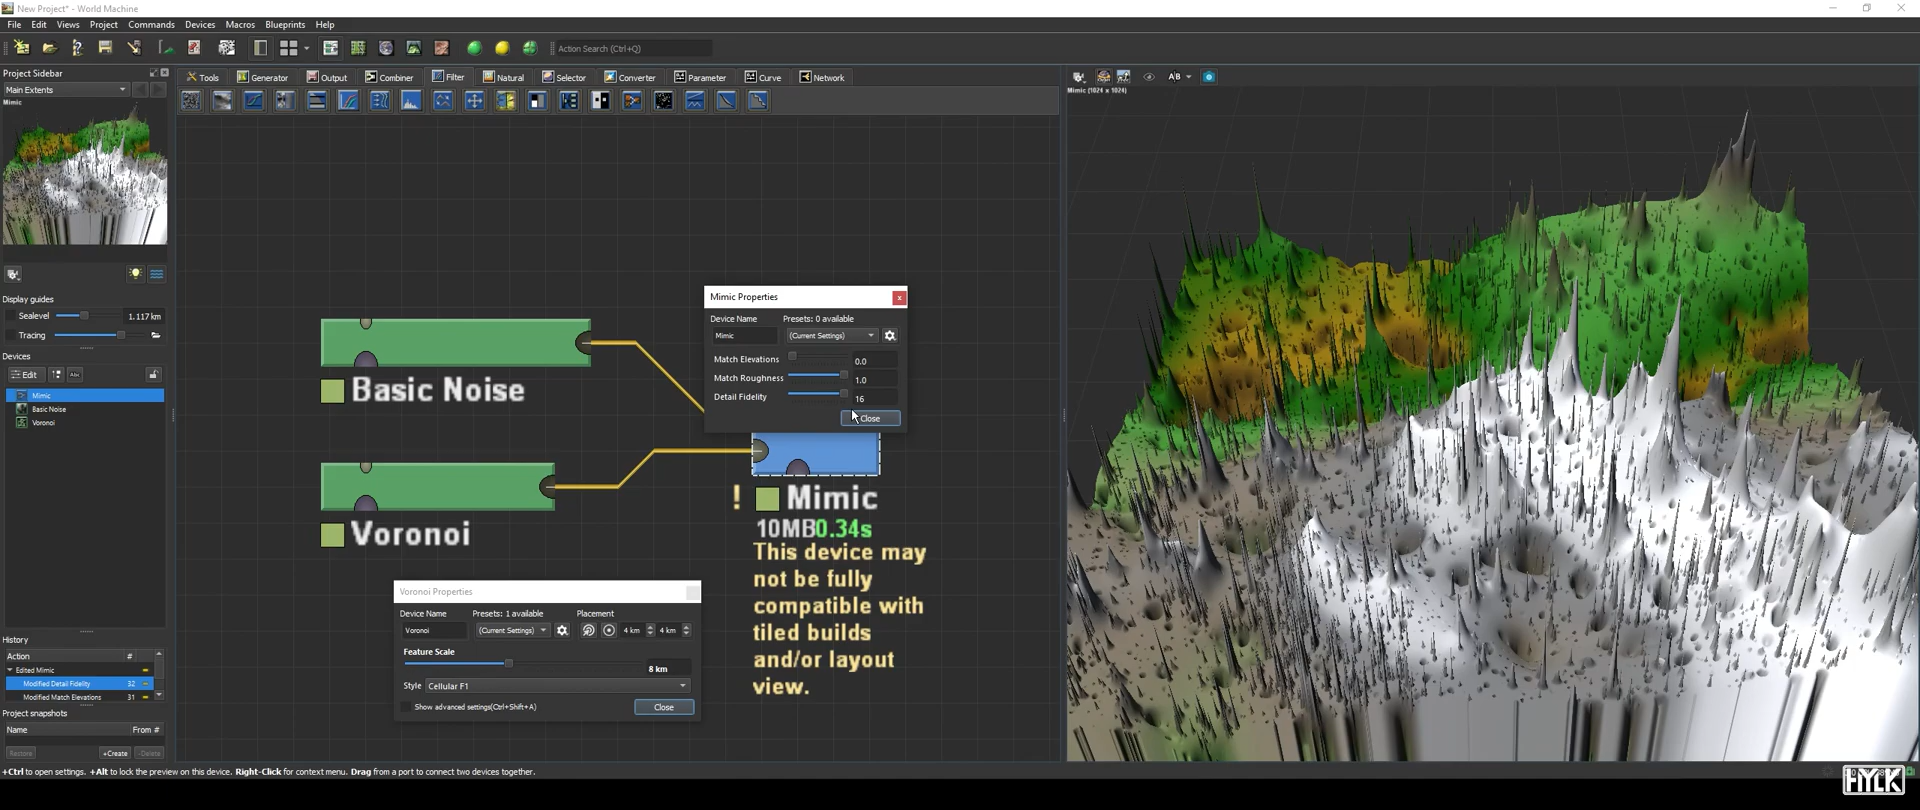 New Project* - World Machine
File Edit Views Project Commands Devices Macros Blueprints Help
Action Search (Ctrl+Q)
Project Sidebar
Main Extents
Mimic
Tools Generator Output Combiner Filter Natural Selector Converter Parameter Curve Network
Mimic (1024 x 1024)
Display guides
Sealevel 1.117 km
Tracing
Devices
Edit Abc
Mimic
Basic Noise
Voronoi
History
Action #
Edited Mimic
Modified Detail Fidelity 32
Modified Match Elevations 31
Project snapshots
Name From #
Restore +Create -Delete
Basic Noise
Voronoi
Mimic Properties
Device Name Presets: 0 available
Mimic (Current Settings)
Match Elevations 0.0
Match Roughness 1.0
Detail Fidelity 16
Close
! Mimic
10MB0.34s
This device may
not be fully
compatible with
tiled builds
and/or layout
view.
Voronoi Properties
Device Name Presets: 1 available Placement
Voronoi (Current Settings) 4 km 4 km
Feature Scale
8 km
Style Cellular F1
Show advanced settings(Ctrl+Shift+A)
Close
+Ctrl to open settings. +Alt to lock the preview on this device. Right-Click for context menu. Drag from a port to connect two devices together.
HYLK